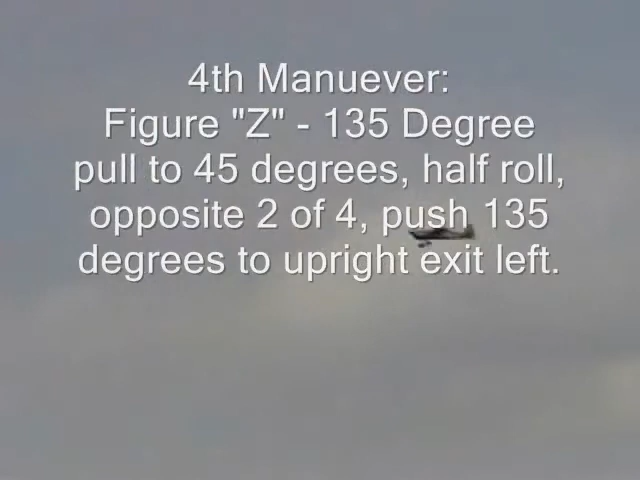 4th Manuever:
Figure "Z" - 135 Degree
pull to 45 degrees, half roll,
opposite 2 of 4, push 135
degrees to upright exit left.